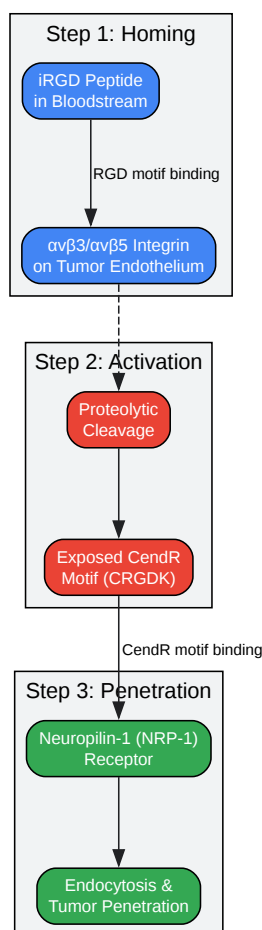 Step 1: Homing
iRGD Peptide
in Bloodstream
RGD motif binding
αvβ3/αvβ5 Integrin
on Tumor Endothelium
Step 2: Activation
Proteolytic
Cleavage
Exposed CendR
Motif (CRGDK)
CendR motif binding
Step 3: Penetration
Neuropilin-1 (NRP-1)
Receptor
Endocytosis &
Tumor Penetration